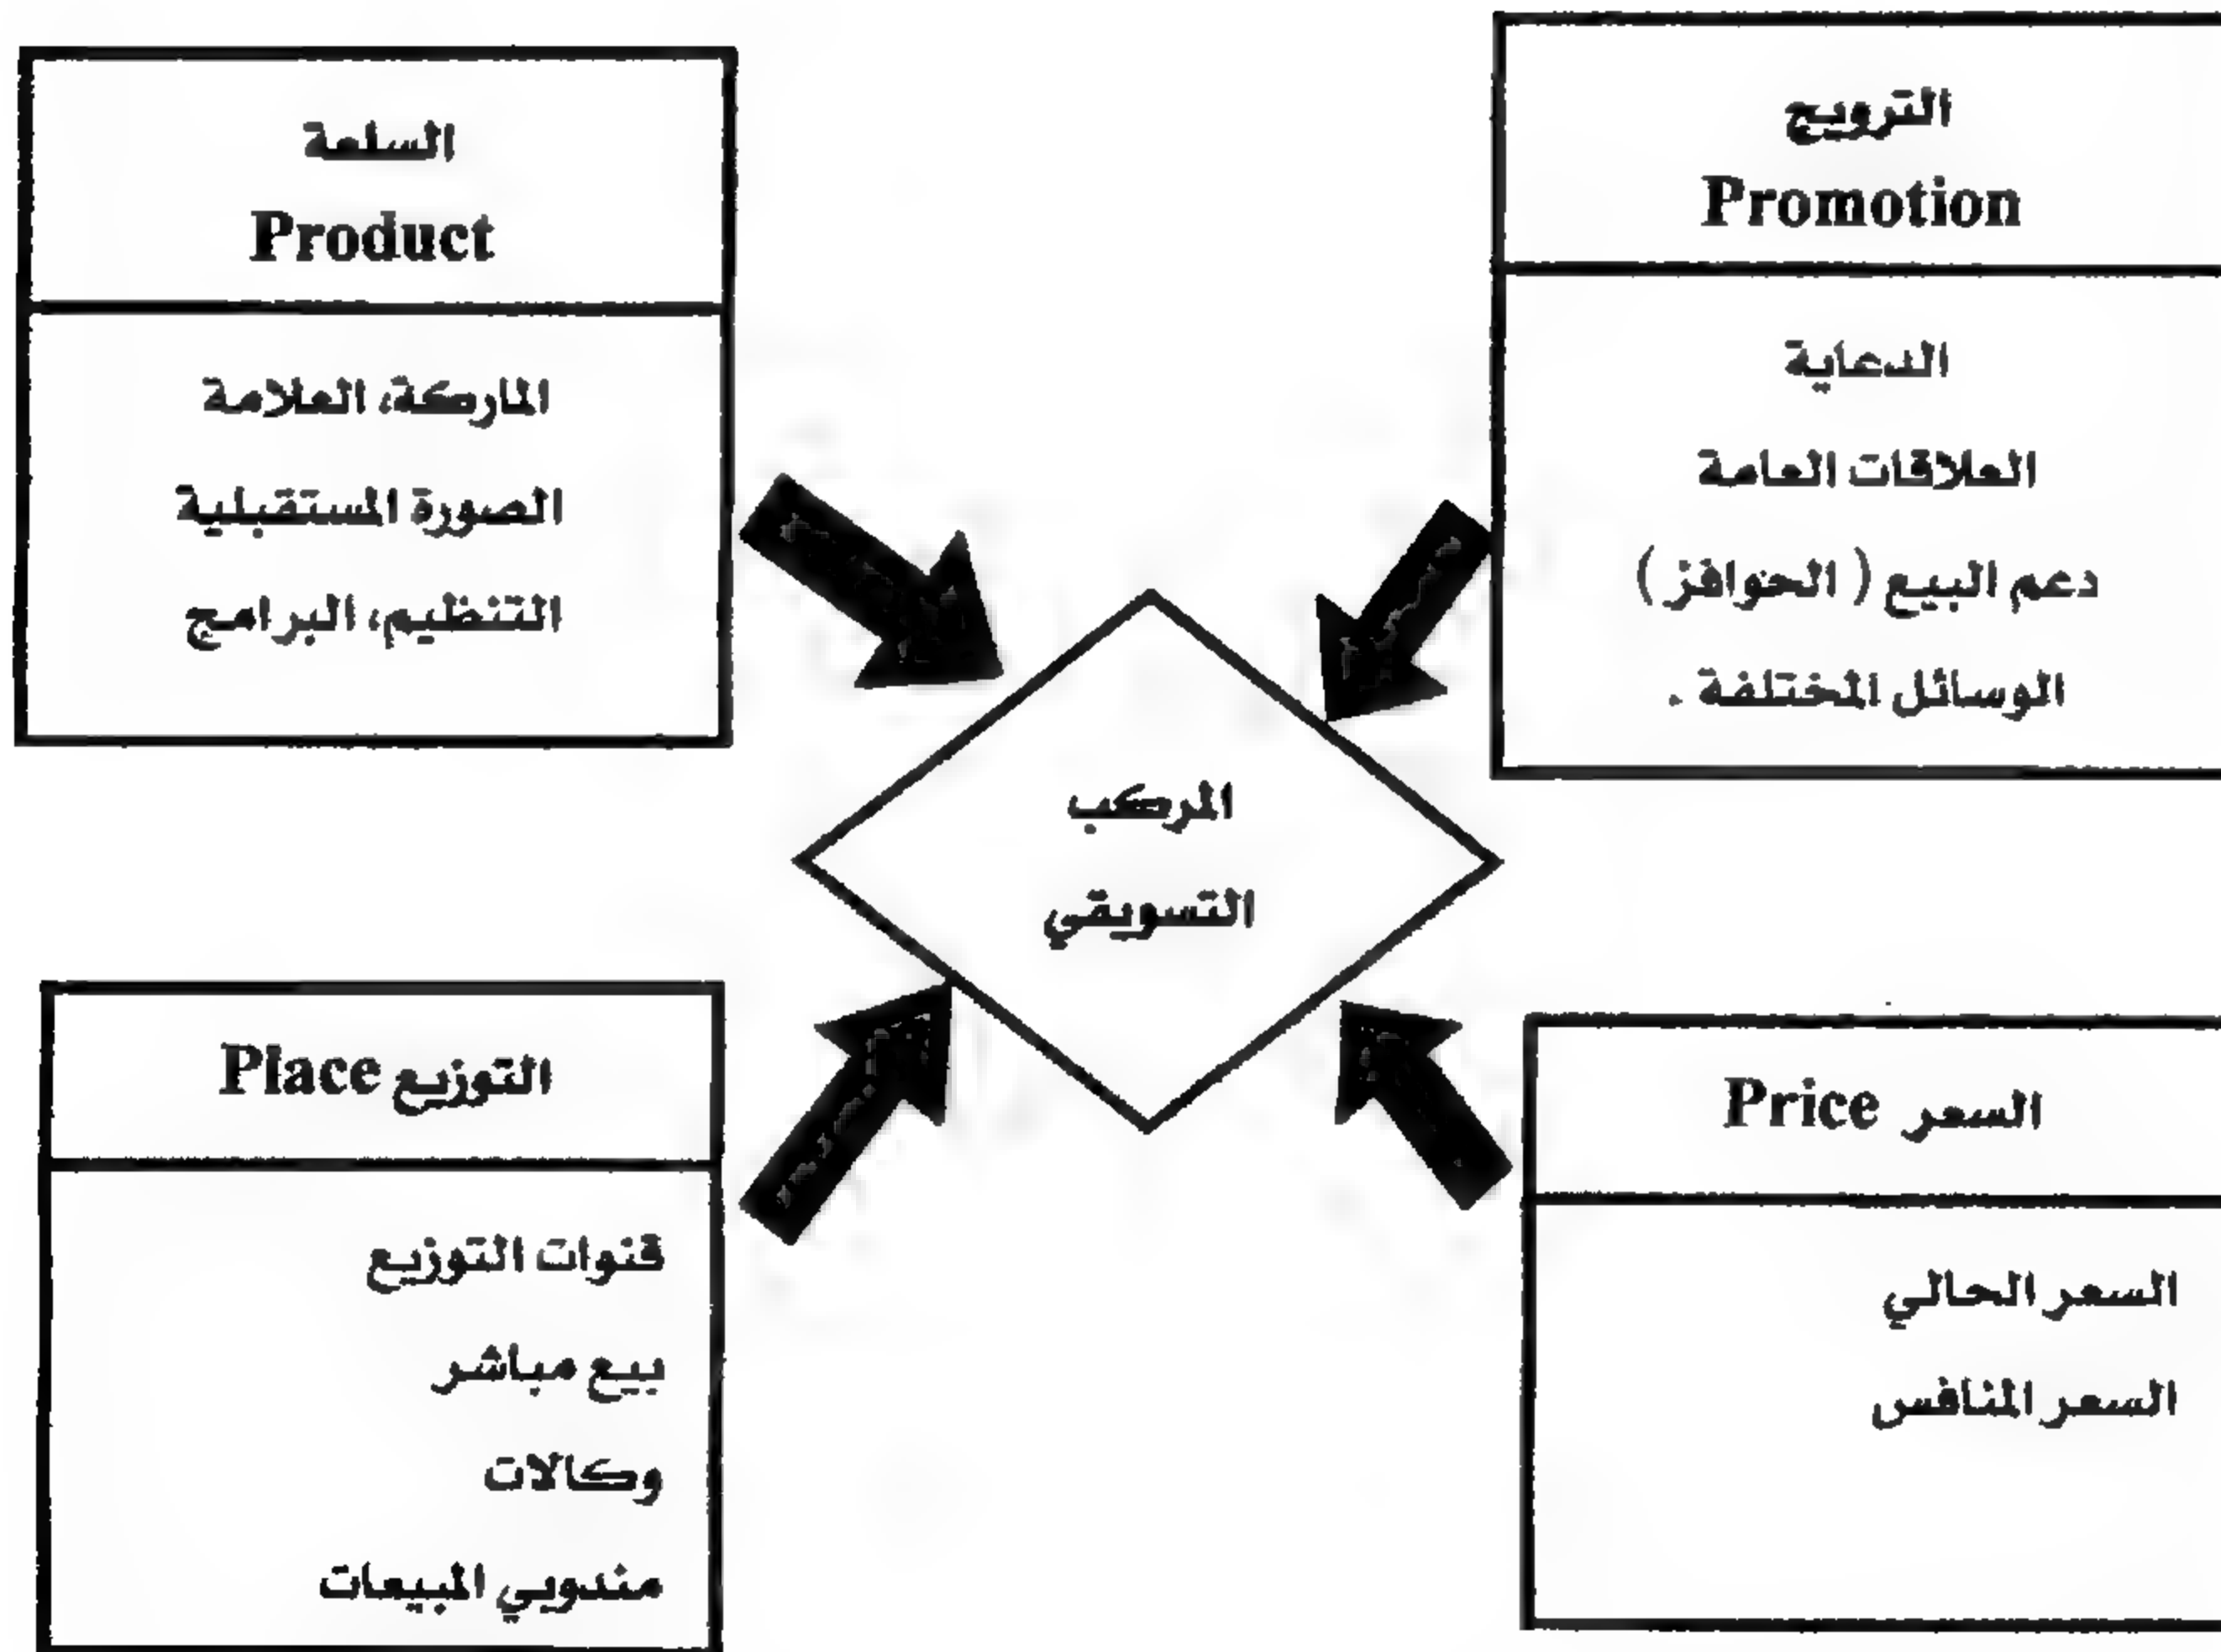 الترويج
Promotion
الدعاية
العلاقات العامة
دعم البيع ( الحوافز )
الوسائل المختلفة .
السلعة
Product
الماركة، العلامة
الصورة المستقبلية
التنظيم، البرامج
المركب
التسويقي
السعر Price
السعر الحالي
السعر المنافس
التوزيع Place
قنوات التوزيع
بيع مباشر
وكالات
مندوبي المبيعات